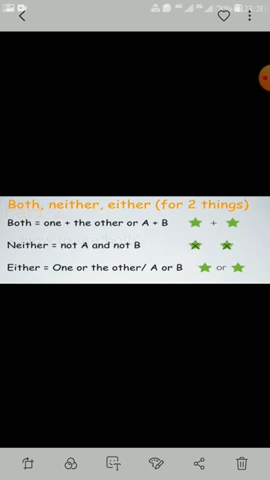 Both, neither, either (for 2 things)
Both = one + the other or A + B +
Neither = not A and not B
Either = One or the other/ A or B or